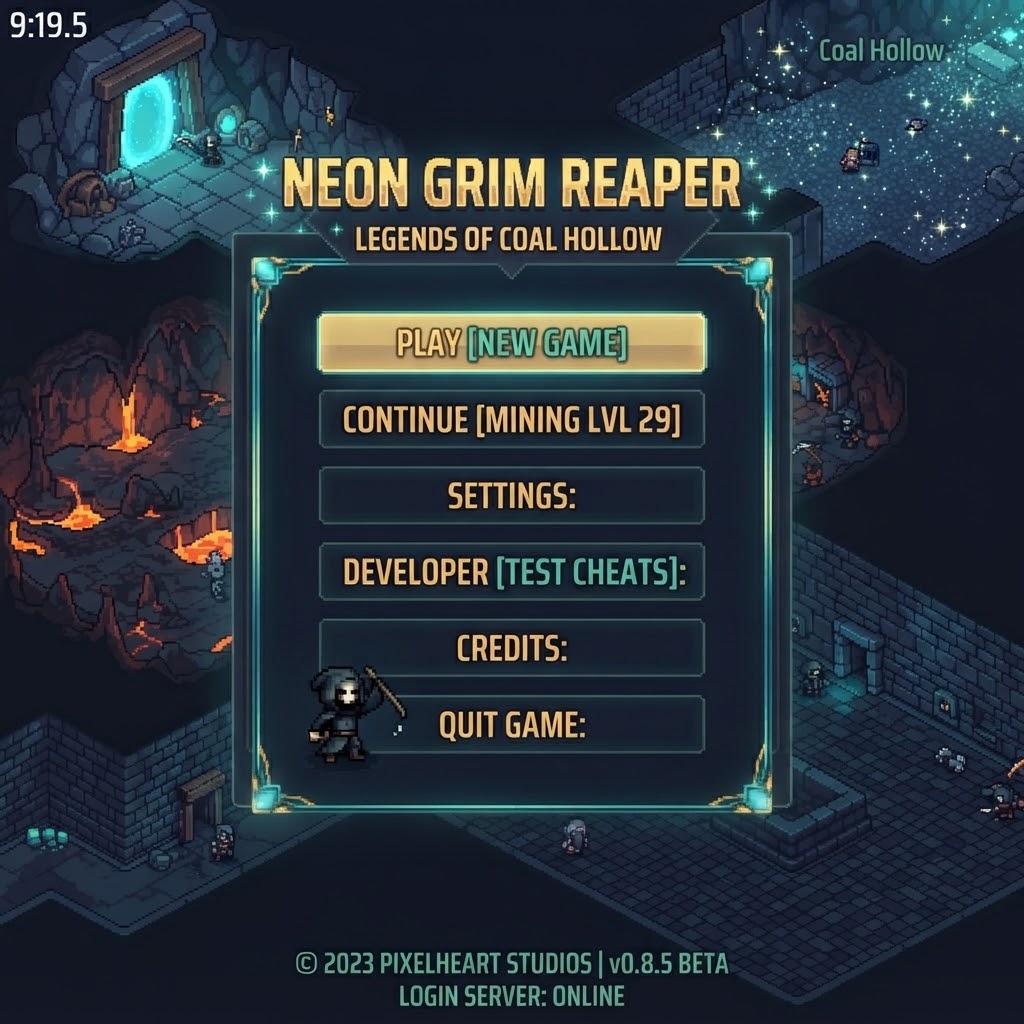 9:19.5
Coal Hollow
NEON GRIM REAPER
LEGENDS OF COAL HOLLOW
PLAY [NEW GAME]
CONTINUE [MINING LVL 29]
SETTINGS:
DEVELOPER [TEST CHEATS]:
CREDITS:
QUIT GAME:
© 2023 PIXELHEART STUDIOS | v0.8.5 BETA
LOGIN SERVER: ONLINE